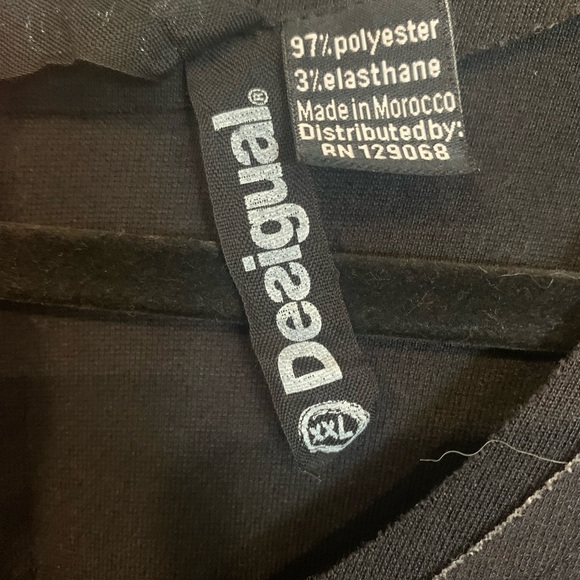 97% polyester
3% elasthane
Made in Morocco
Distributed by:
RN 129068
Desigual®
XXL